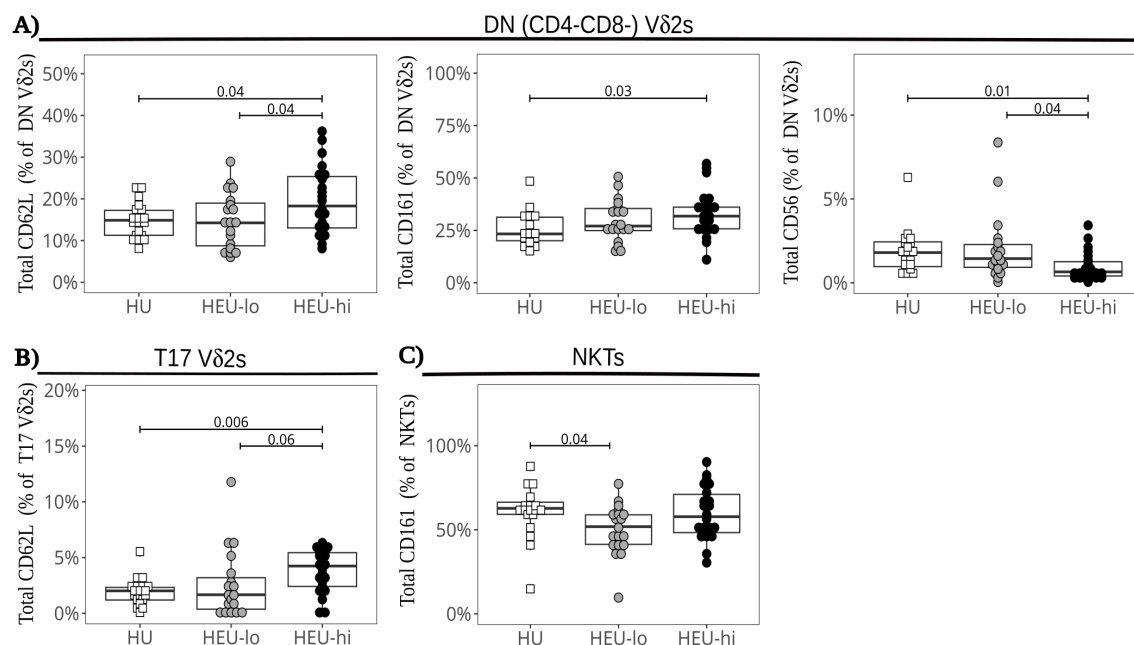 A)
DN (CD4-CD8-) Vδ2s
Total CD62L (% of DN Vδ2s)
50%
40%
30%
20%
10%
0%
0.04
0.04
HU
HEU-lo
HEU-hi
Total CD161 (% of DN Vδ2s)
100%
75%
50%
25%
0%
0.03
HU
HEU-lo
HEU-hi
Total CD56 (% of DN Vδ2s)
10%
5%
0%
0.01
0.04
HU
HEU-lo
HEU-hi
B)
T17 Vδ2s
Total CD62L (% of T17 Vδ2s)
20%
15%
10%
5%
0%
0.006
0.06
HU
HEU-lo
HEU-hi
C)
NKTs
Total CD161 (% of NKTs)
100%
50%
0%
0.04
HU
HEU-lo
HEU-hi